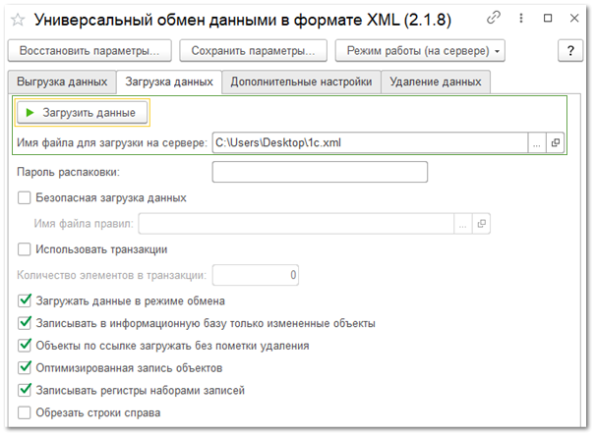 Универсальный обмен данными в формате XML (2.1.8)
Восстановить параметры... Сохранить параметры... Режим работы (на сервере) ?
Выгрузка данных Загрузка данных Дополнительные настройки Удаление данных
Загрузить данные
Имя файла для загрузки на сервере: C:\Users\Desktop\1c.xml ...
Пароль распаковки:
Безопасная загрузка данных
Имя файла правил: ...
Использовать транзакции
Количество элементов в транзакции: 0
Загружать данные в режиме обмена
Записывать в информационную базу только измененные объекты
Объекты по ссылке загружать без пометки удаления
Оптимизированная запись объектов
Записывать регистры наборами записей
Обрезать строки справа